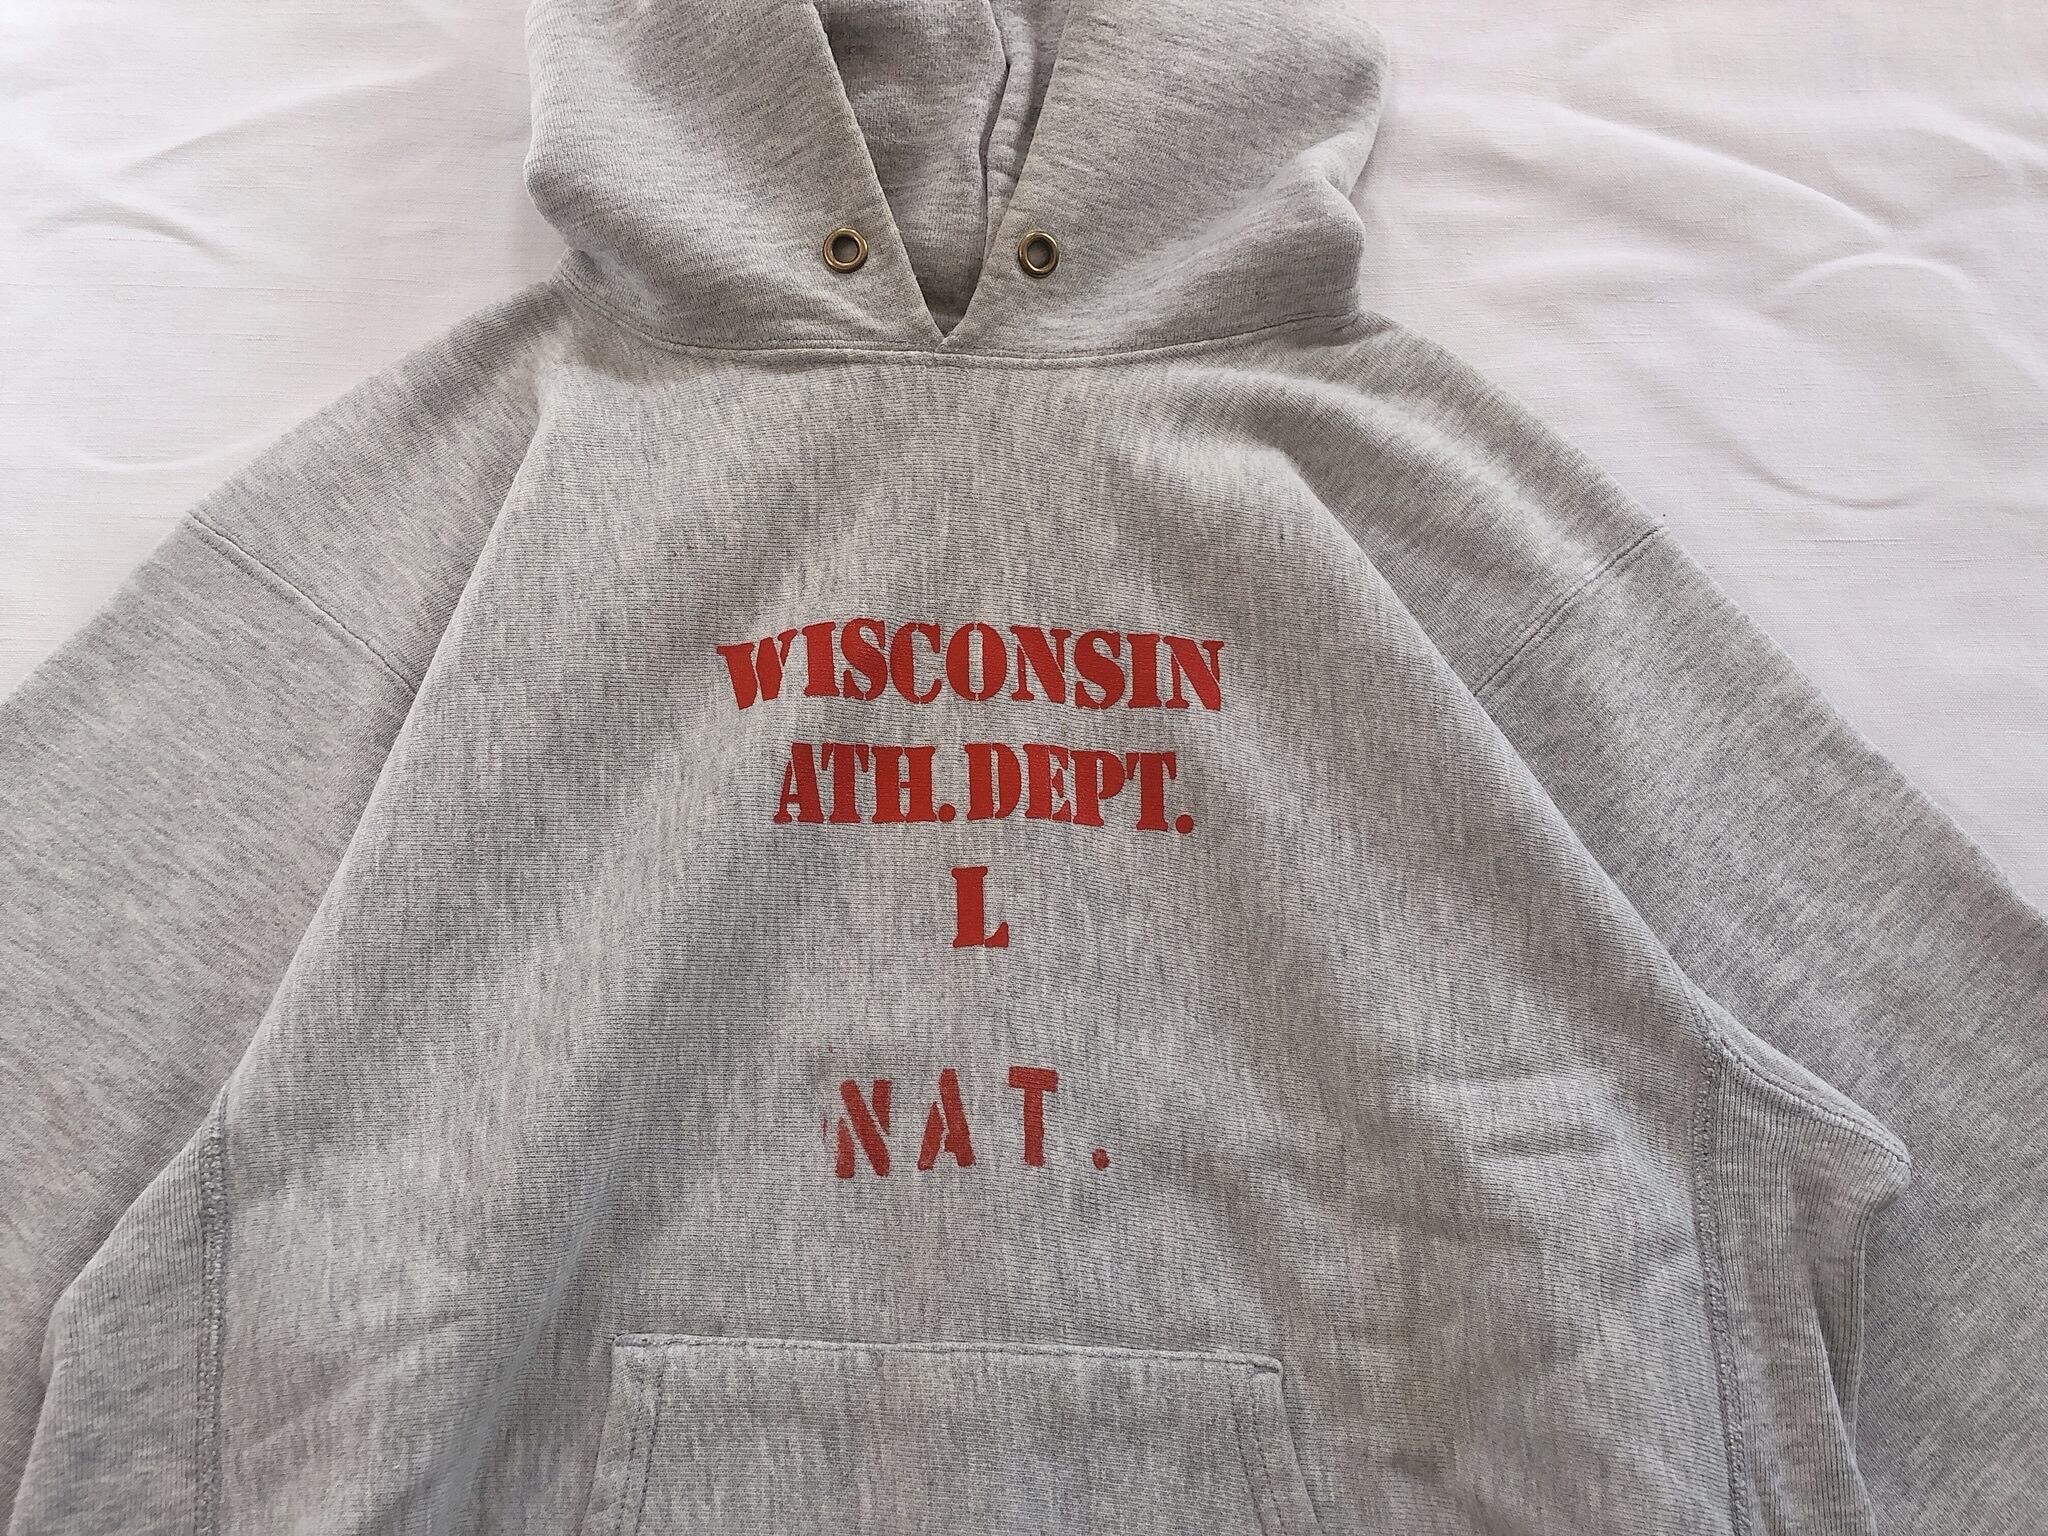 WISCONSIN
ATH.DEPT.
L
NAT.